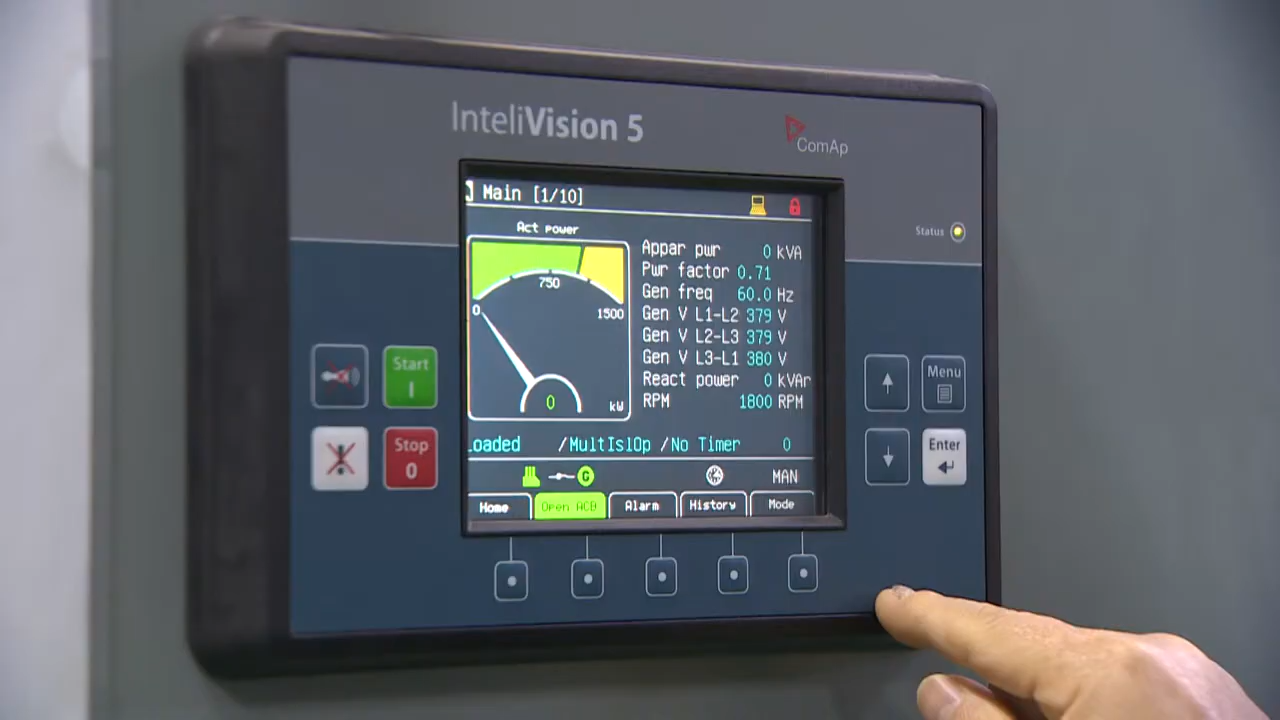 InteliVision 5
ComAp
Main [1/10]
Status
Act power
750
0
1500
0
kW
Appar pwr 0 kVA
Pwr factor 0.71
Gen freq 60.0 Hz
Gen V L1-L2 379 V
Gen V L2-L3 379 V
Gen V L3-L1 380 V
React power 0 kVAr
RPM 1800 RPM
Start
I
Stop
0
Menu
Enter
Loaded /MultIslOp /No Timer 0
G
MAN
Home Open ACB Alarm History Mode